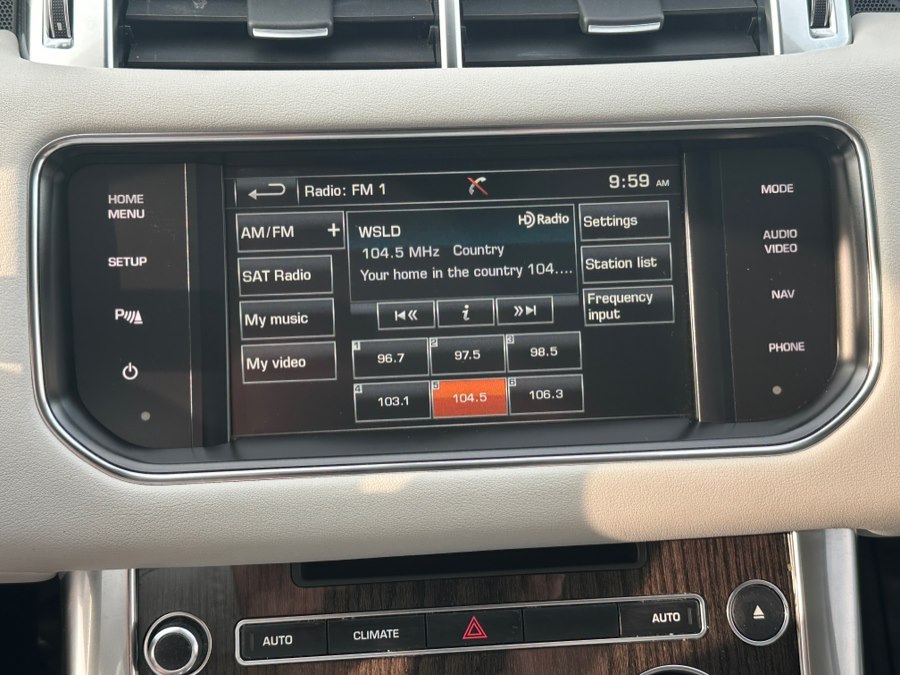 HOME
MENU
SETUP
P
Radio: FM 1
9:59 AM
AM/FM +
SAT Radio
My music
My video
WSLD
HD Radio
104.5 MHz Country
Your home in the country 104....
i
1 96.7
2 97.5
3 98.5
4 103.1
5 104.5
6 106.3
Settings
Station list
Frequency
input
MODE
AUDIO
VIDEO
NAV
PHONE
AUTO
CLIMATE
AUTO